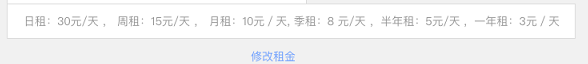 日租：30元/天 ， 周租：15元/天 ， 月租：10元 / 天, 季租：8 元/天 ，半年租：5元/天 ，一年租：3元 / 天
修改租金